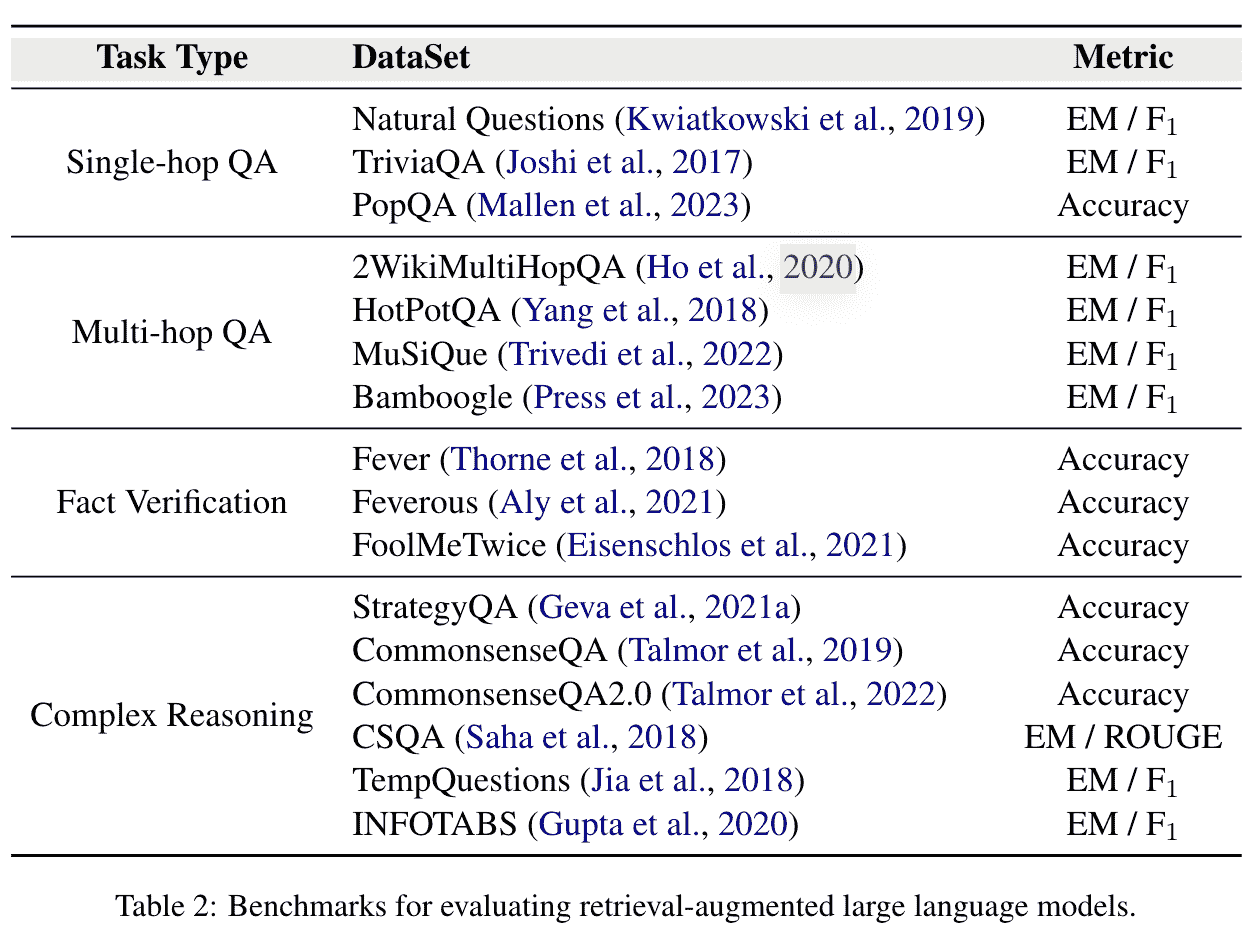 Task Type DataSet Metric
Natural Questions (Kwiatkowski et al., 2019) EM / F₁
Single-hop QA TriviaQA (Joshi et al., 2017) EM / F₁
PopQA (Mallen et al., 2023) Accuracy
2WikiMultiHopQA (Ho et al., 2020) EM / F₁
HotPotQA (Yang et al., 2018) EM / F₁
Multi-hop QA
MuSiQue (Trivedi et al., 2022) EM / F₁
Bamboogle (Press et al., 2023) EM / F₁
Fever (Thorne et al., 2018) Accuracy
Fact Verification Feverous (Aly et al., 2021) Accuracy
FoolMeTwice (Eisenschlos et al., 2021) Accuracy
StrategyQA (Geva et al., 2021a) Accuracy
CommonsenseQA (Talmor et al., 2019) Accuracy
CommonsenseQA2.0 (Talmor et al., 2022) Accuracy
Complex Reasoning
CSQA (Saha et al., 2018) EM / ROUGE
TempQuestions (Jia et al., 2018) EM / F₁
INFOTABS (Gupta et al., 2020) EM / F₁
Table 2: Benchmarks for evaluating retrieval-augmented large language models.